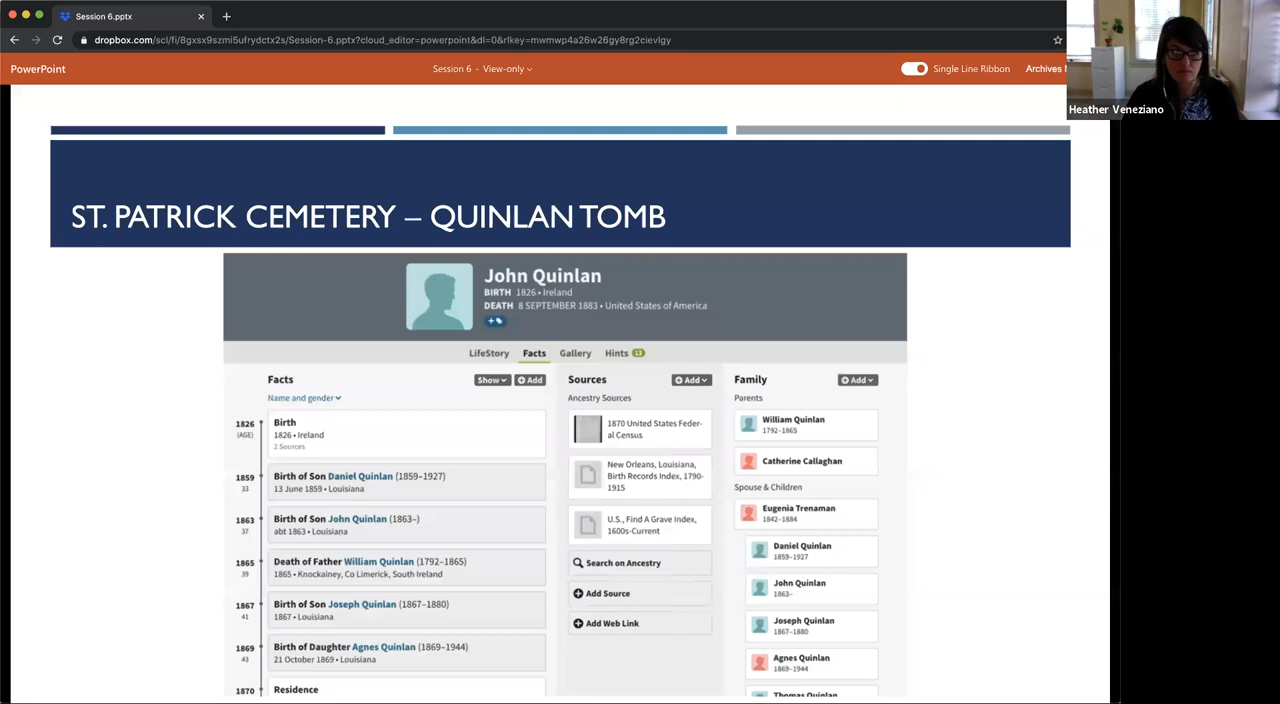 Session 6.pptx
dropbox.com/scl/fi/8gxsx9szmi5ufrydctx2s/Session-6.pptx?cloud_editor=powerpoint&dl=0&rlkey=mwmwp4a26w26gy8rg2cievlgy
PowerPoint
Session 6 - View-only
Single Line Ribbon
Archives
Heather Veneziano
ST. PATRICK CEMETERY – QUINLAN TOMB
John Quinlan
BIRTH 1826 • Ireland
DEATH 8 SEPTEMBER 1883 • United States of America
LifeStory Facts Gallery Hints 12
Facts
Show
Add
Name and gender
1826
(AGE)
Birth
1826 • Ireland
2 Sources
1859
33
Birth of Son Daniel Quinlan (1859–1927)
13 June 1859 • Louisiana
1863
37
Birth of Son John Quinlan (1863–)
abt 1863 • Louisiana
1865
39
Death of Father William Quinlan (1792–1865)
1865 • Knockainey, Co Limerick, South Ireland
1867
41
Birth of Son Joseph Quinlan (1867–1880)
1867 • Louisiana
1869
43
Birth of Daughter Agnes Quinlan (1869–1944)
21 October 1869 • Louisiana
1870
Residence
Sources
Add
Ancestry Sources
1870 United States Feder-
al Census
New Orleans, Louisiana,
Birth Records Index, 1790-
1915
U.S., Find A Grave Index,
1600s-Current
Search on Ancestry
Add Source
Add Web Link
Family
Add
Parents
William Quinlan
1792–1865
Catherine Callaghan
Spouse & Children
Eugenia Trenaman
1842–1884
Daniel Quinlan
1859–1927
John Quinlan
1863–
Joseph Quinlan
1867–1880
Agnes Quinlan
1869–1944
Thomas Quinlan